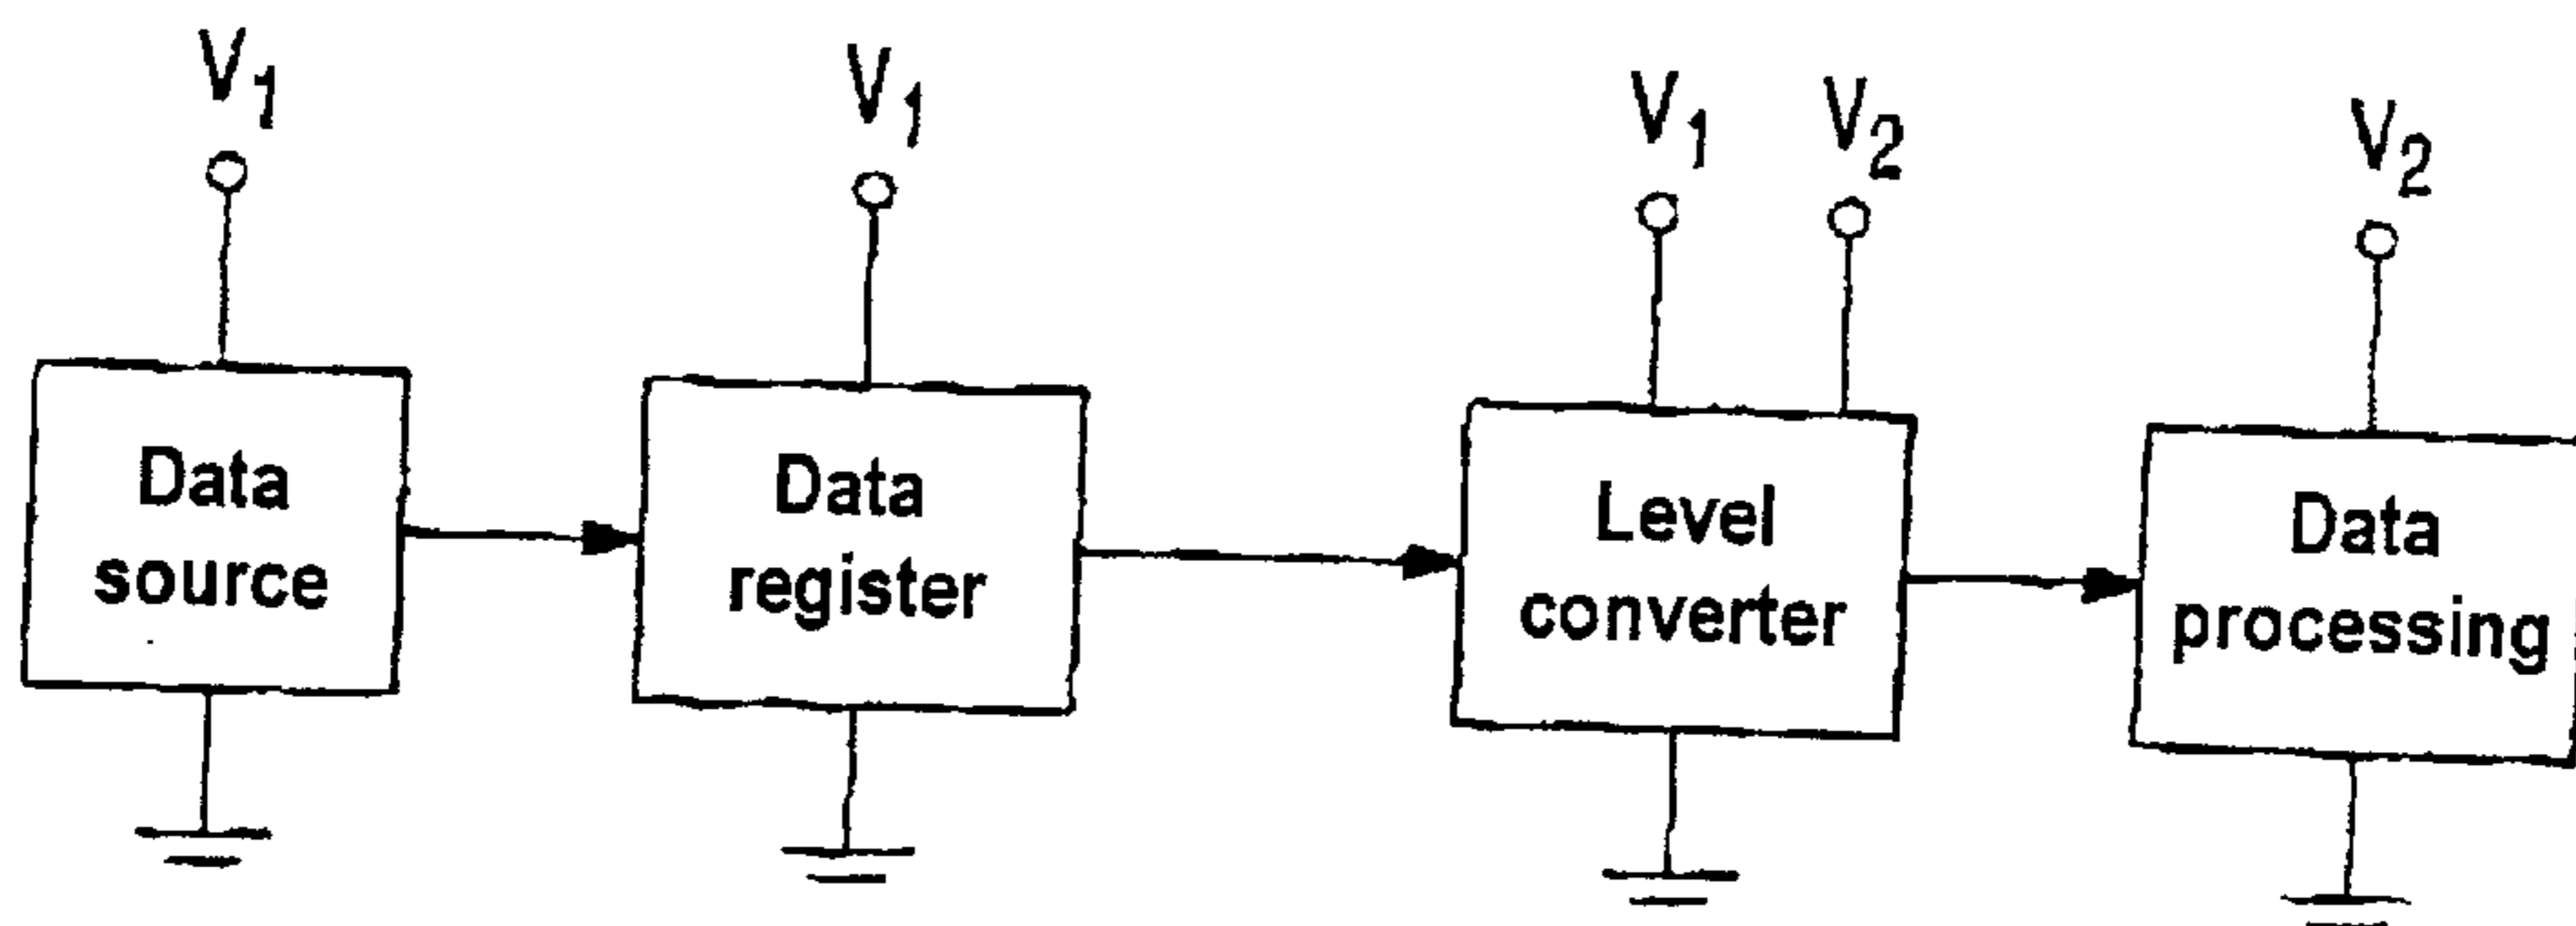 V1
V1
V1
V2
V2
Data
source
Data
register
Level
converter
Data
processing